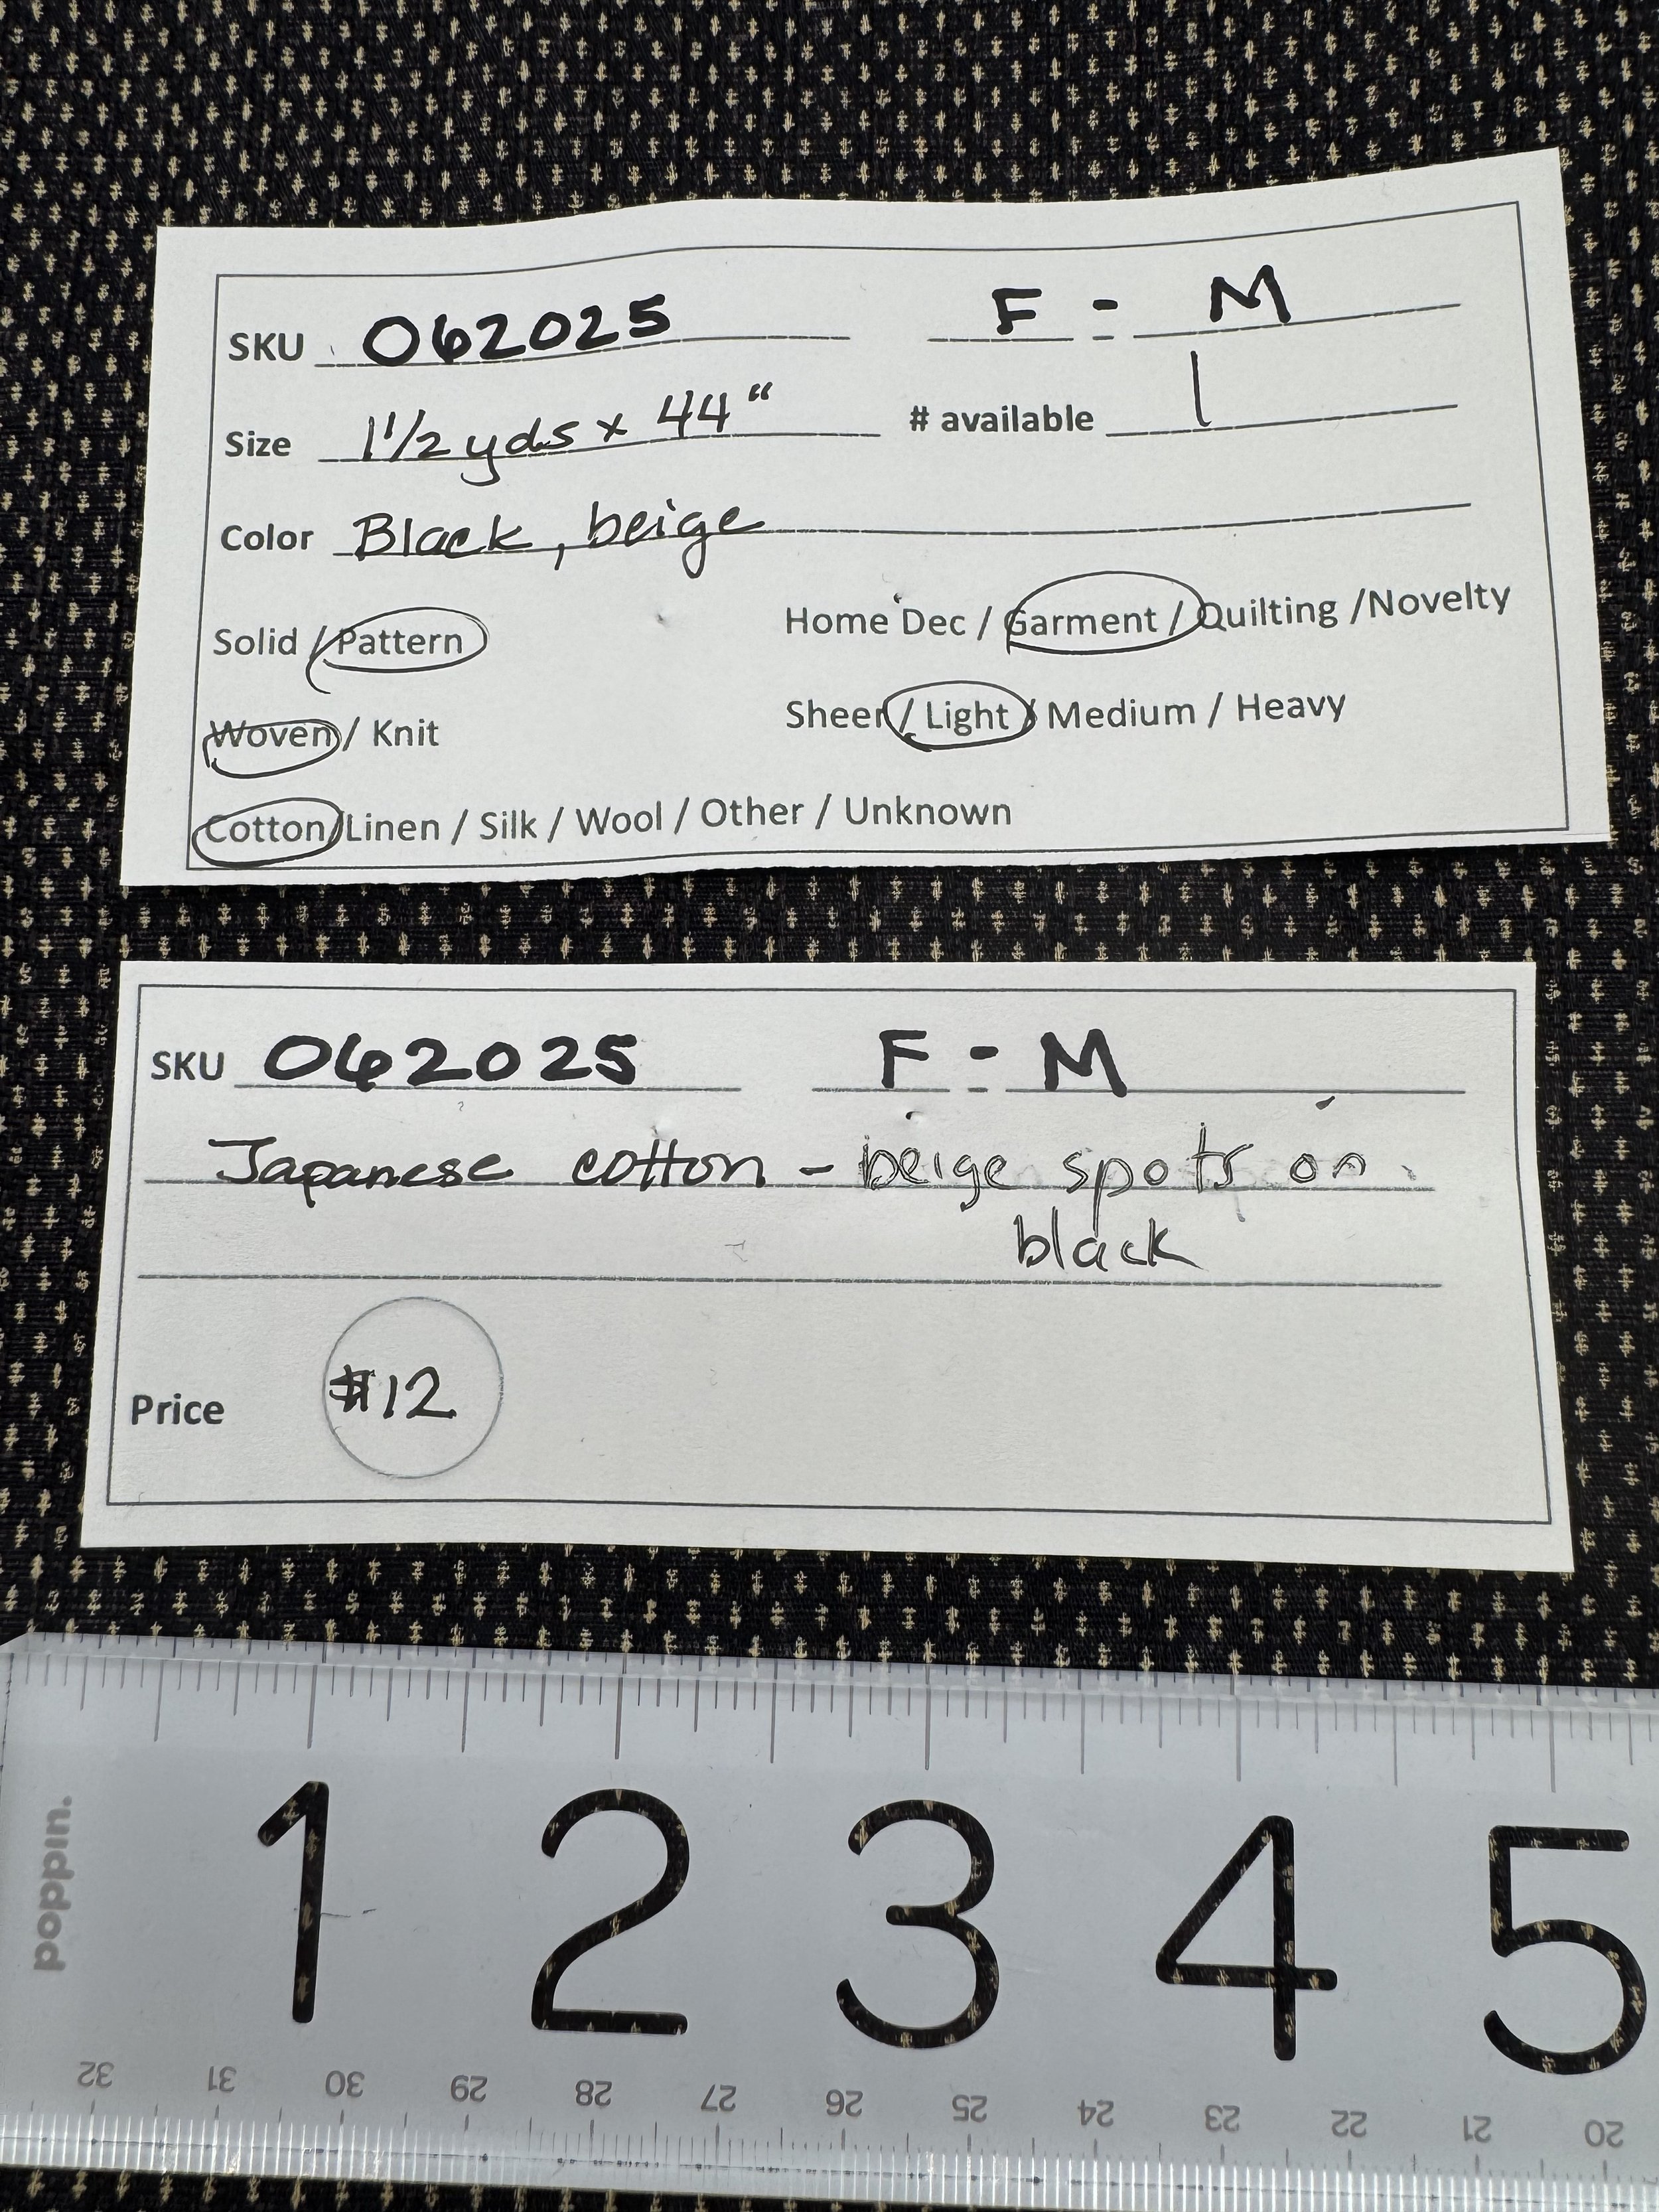 SKU 062025 F - M
Size 1 1/2 yds x 44" # available 1
Color Black, beige
Solid / Pattern Home Dec / Garment / Quilting /Novelty
Woven / Knit Sheer / Light / Medium / Heavy
Cotton/Linen / Silk / Wool / Other / Unknown
SKU 062025 F - M
Japanese cotton - beige spots on
black
Price $12
poppin.
1 2 3 4 5
32 31 30 29 28 27 26 25 24 23 22 21 20